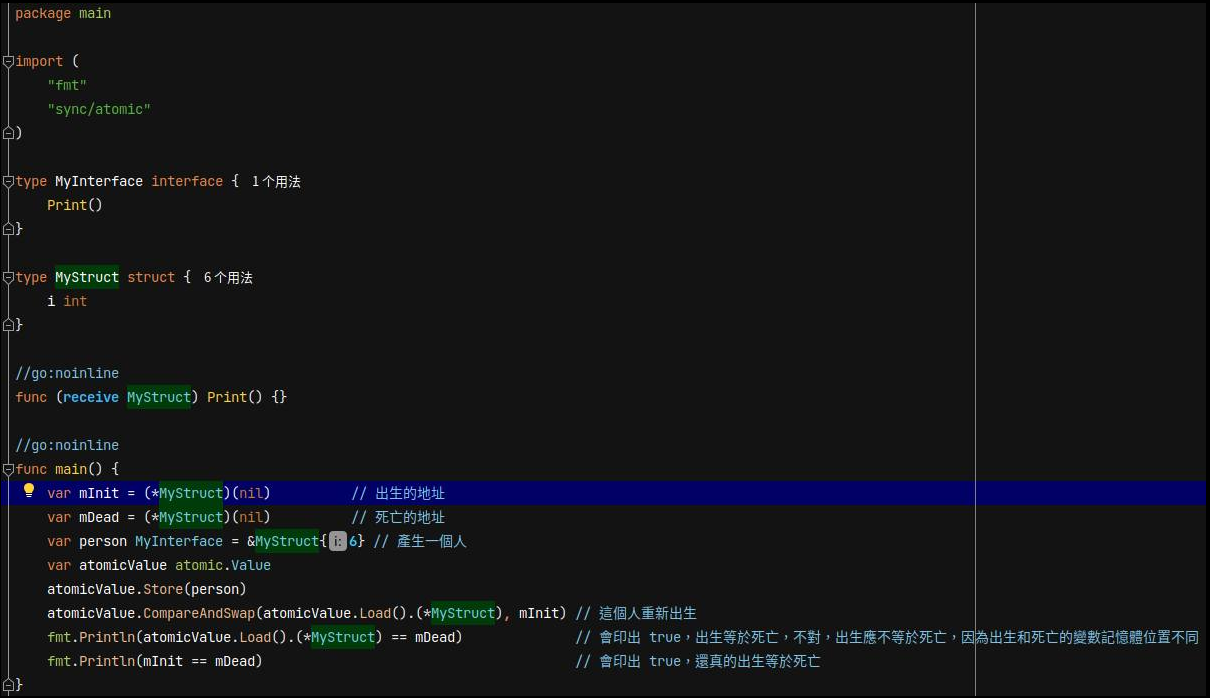 package main
import (
"fmt"
"sync/atomic"
)
type MyInterface interface { 1 个用法
Print()
}
type MyStruct struct { 6 个用法
i int
}
//go:noinline
func (receive MyStruct) Print() {}
//go:noinline
func main() {
var mInit = (*MyStruct)(nil) // 出生的地址
var mDead = (*MyStruct)(nil) // 死亡的地址
var person MyInterface = &MyStruct{i: 6} // 產生一個人
var atomicValue atomic.Value
atomicValue.Store(person)
atomicValue.CompareAndSwap(atomicValue.Load().(*MyStruct), mInit) // 這個人重新出生
fmt.Println(atomicValue.Load().(*MyStruct) == mDead) // 會印出 true，出生等於死亡，不對，出生應不等於死亡，因為出生和死亡的變數記憶體位置不同
fmt.Println(mInit == mDead) // 會印出 true，還真的出生等於死亡
}